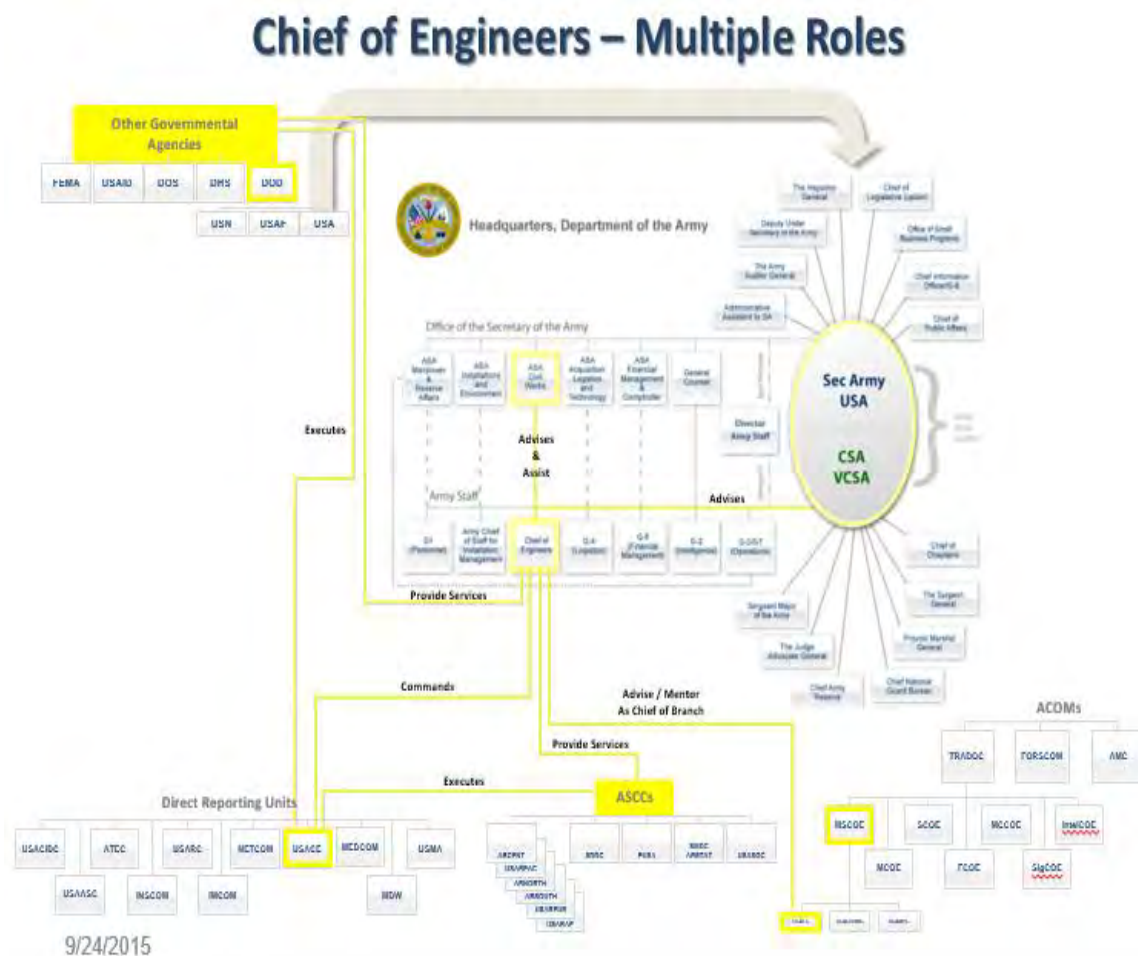 Chief of Engineers – Multiple Roles
Other Governmental
Agencies
FEMA
USAID
DOS
DHS
DOD
USN
USAF
USA
Headquarters, Department of the Army
The Inspector
General
Chief of
Legislative Liaison
Deputy Under
Secretary of the Army
Office of Small
Business Programs
The Army
Auditor General
Chief Information
Officer/G-6
Administrative
Assistant to SA
Chief of
Public Affairs
Office of the Secretary of the Army
ASA
Manpower
&
Reserve
Affairs
ASA
Installations
and
Environment
ASA
Civil
Works
ASA
Acquisition
Logistics
and
Technology
ASA
Financial
Management
&
Comptroller
General
Counsel
Sec Army
USA
CSA
VCSA
Director
Army Staff
Executes
Advises
&
Assist
Advises
Army Staff
G-1
(Personnel)
Army Chief
of Staff for
Installation
Management
Chief of
Engineers
G-4
(Logistics)
G-8
(Financial
Management)
G-2
(Intelligence)
G-3/5/7
(Operations)
Chief of
Chaplains
The Surgeon
General
Sergeant Major
of the Army
Provost Marshal
General
The Judge
Advocate General
Chief National
Guard Bureau
Chief Army
Reserve
Provide Services
Commands
Advise / Mentor
As Chief of Branch
Provide Services
Executes
ACOMs
TRADOC
FORSCOM
AMC
Direct Reporting Units
ASCCs
MSCOE
SCOE
MCCOE
MCOE
FCOE
SigCOE
USACIDC
ATEC
USARC
NETCOM
USACE
MEDCOM
USMA
USAASC
INSCOM
IMCOM
MDW
ARCENT
USARPAC
ARNORTH
ARSOUTH
USAREUR
USARAF
9/24/2015